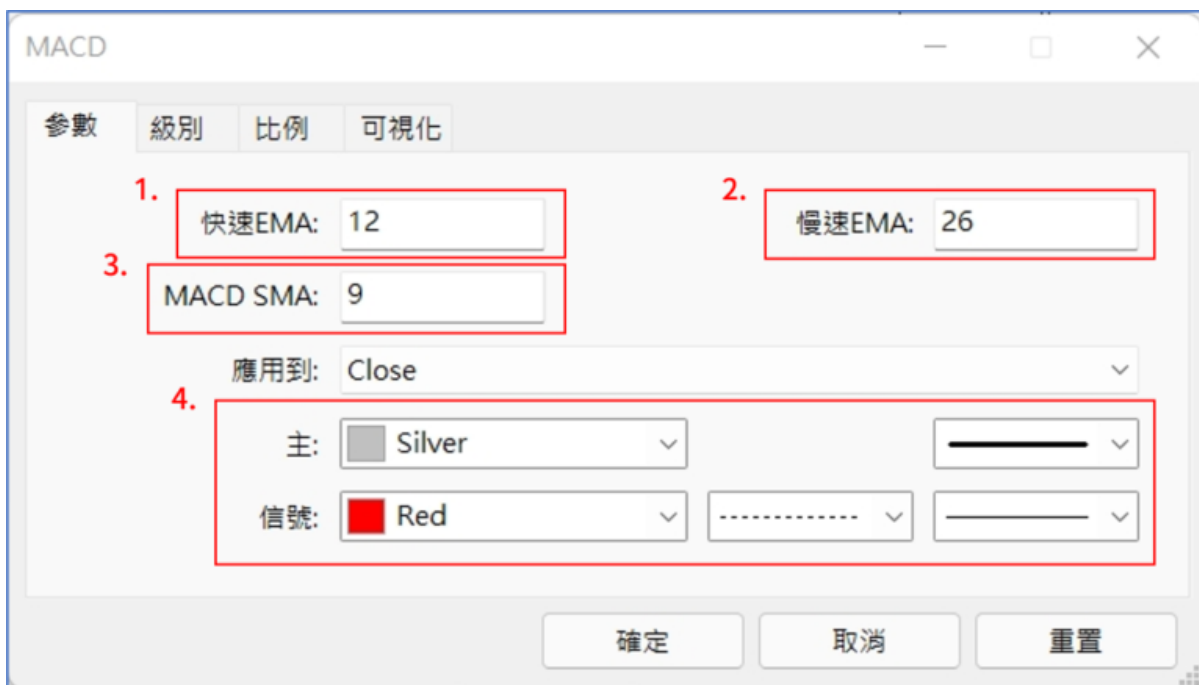 MACD
參數 級別 比例 可視化
1. 2.
快速EMA: 12 慢速EMA: 26
3.
MACD SMA: 9
應用到: Close
4.
主: Silver
信號: Red
確定 取消 重置